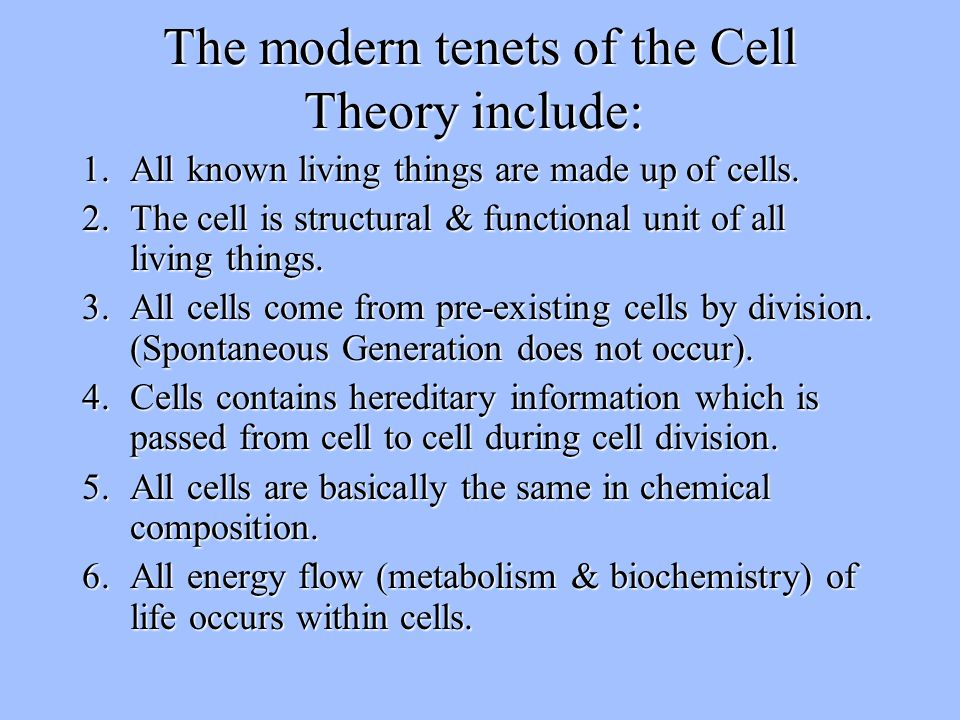 The modern tenets of the Cell
Theory include:
1. All known living things are made up of cells.
2. The cell is structural & functional unit of all
living things.
3. All cells come from pre-existing cells by division.
(Spontaneous Generation does not occur).
4. Cells contains hereditary information which is
passed from cell to cell during cell division.
5. All cells are basically the same in chemical
composition.
6. All energy flow (metabolism & biochemistry) of
life occurs within cells.